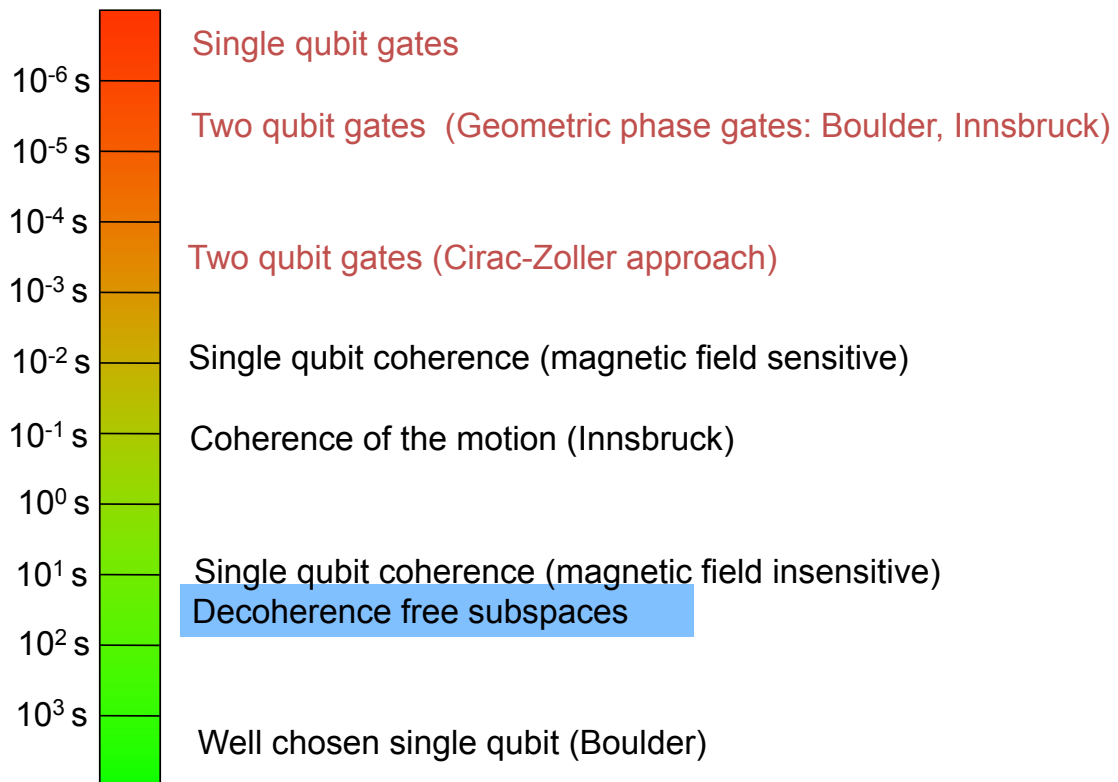 Single qubit gates
10⁻⁶ s
Two qubit gates  (Geometric phase gates: Boulder, Innsbruck)
10⁻⁵ s
10⁻⁴ s
Two qubit gates (Cirac-Zoller approach)
10⁻³ s
Single qubit coherence (magnetic field sensitive)
10⁻² s
10⁻¹ s
Coherence of the motion (Innsbruck)
10⁰ s
Single qubit coherence (magnetic field insensitive)
10¹ s
Decoherence free subspaces
10² s
10³ s
Well chosen single qubit (Boulder)